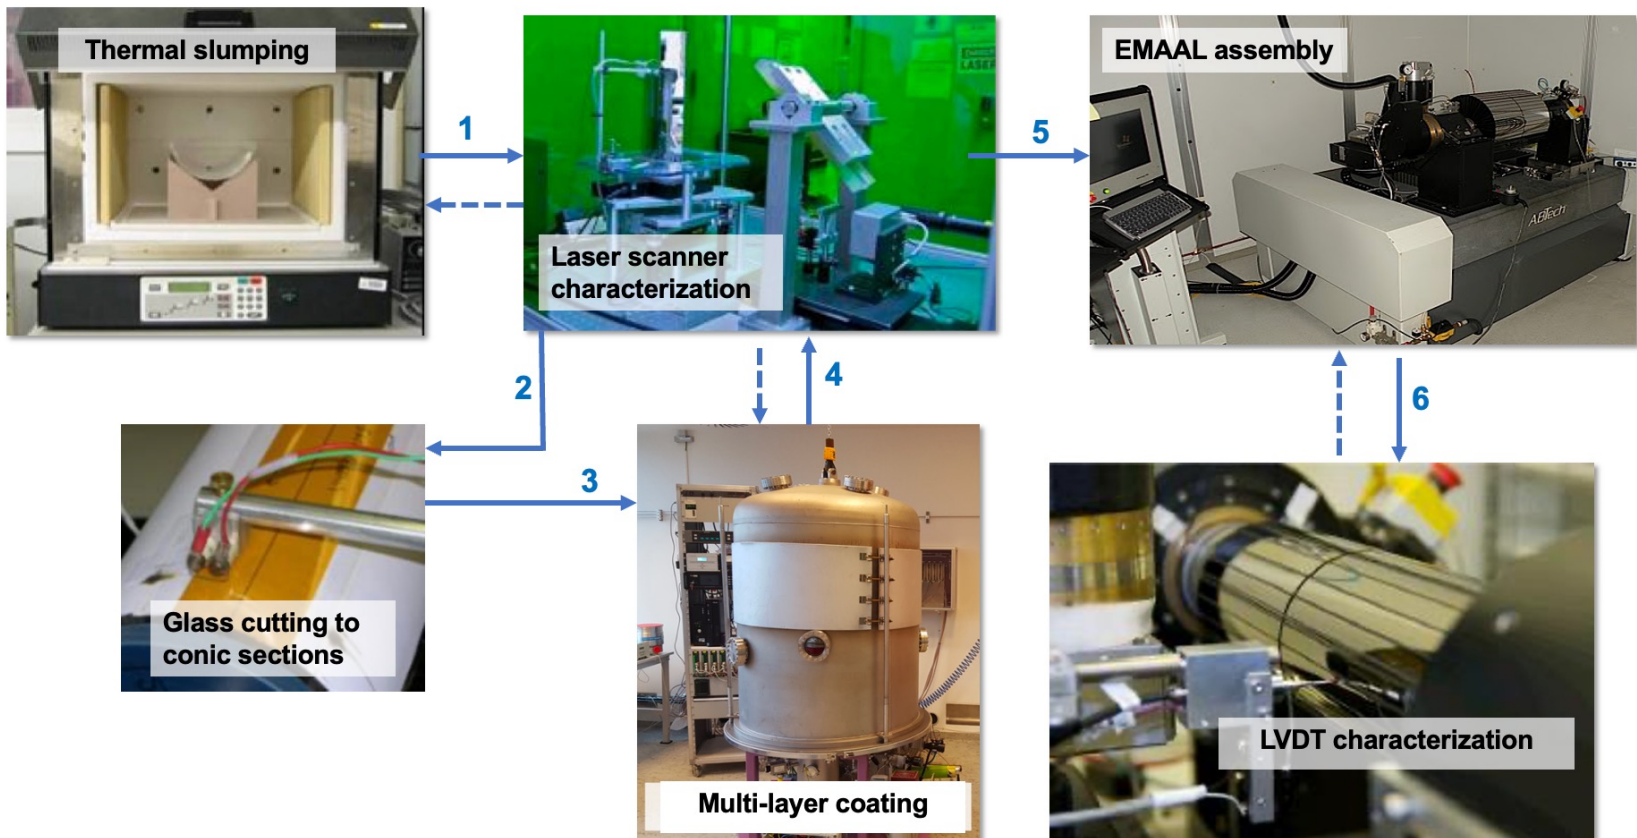 Thermal slumping
1
Laser scanner
characterization
5
EMAAL assembly
ABTech
2
4
6
Glass cutting to
conic sections
3
Multi-layer coating
LVDT characterization